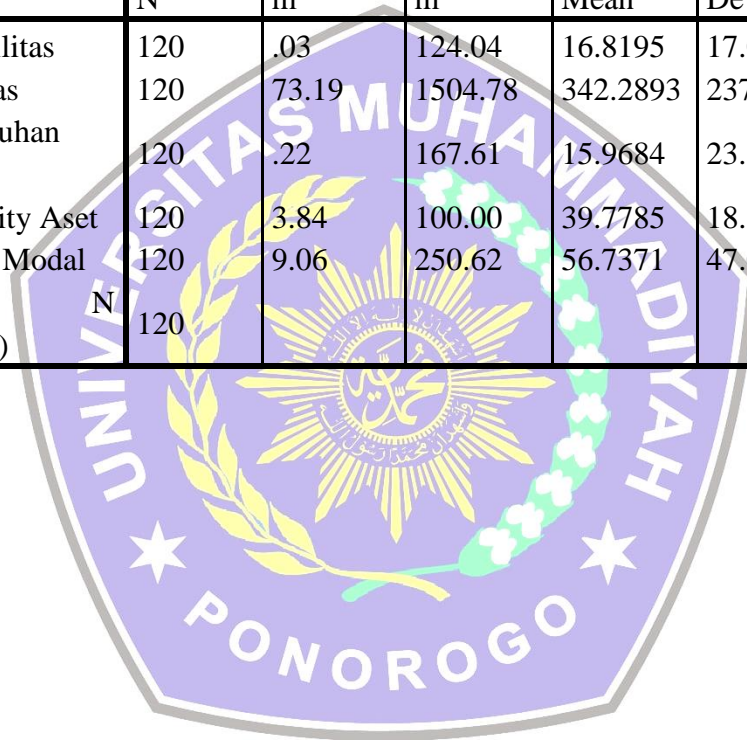 N m m Mean De
litas 120 .03 124.04 16.8195 17.
as 120 73.19 1504.78 342.2893 237
uhan
120 .22 167.61 15.9684 23.
ity Aset 120 3.84 100.00 39.7785 18.
Modal 120 9.06 250.62 56.7371 47.
N
) 120
UNIVERSITAS MUHAMMADIYAH
PONOROGO